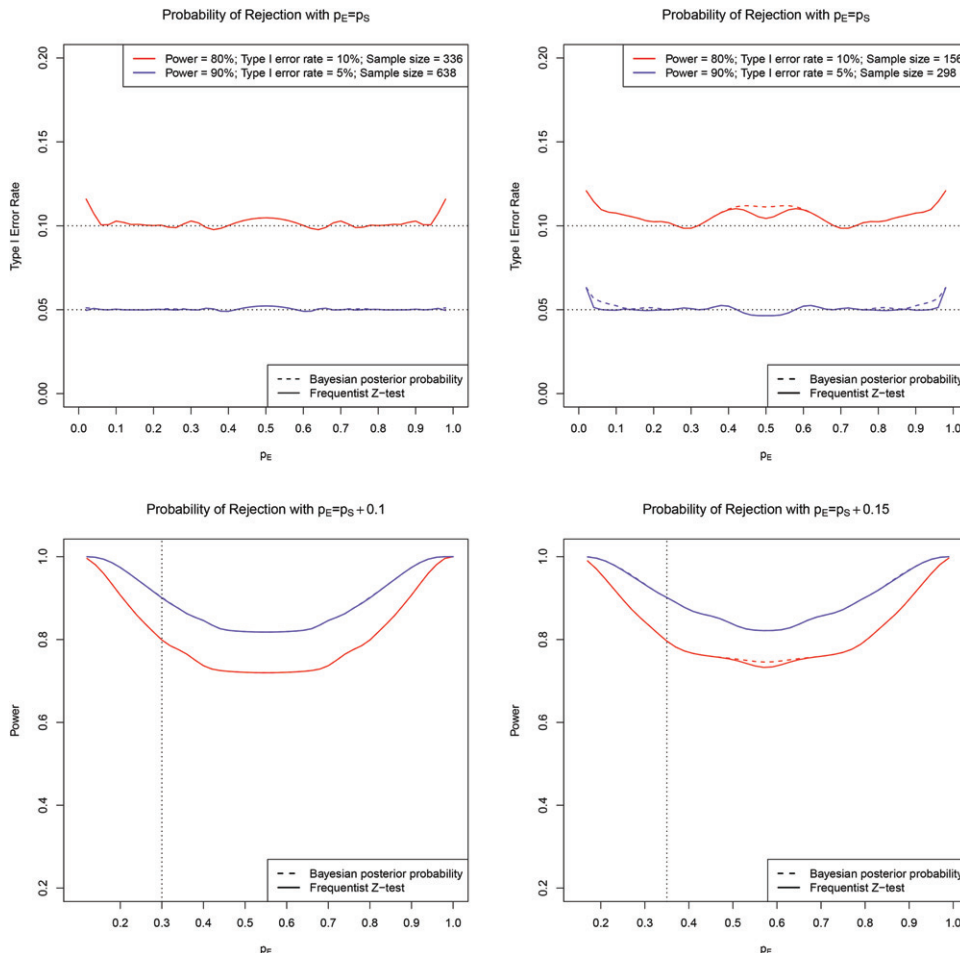 Probability of Rejection with pE=pS
Power = 80%; Type I error rate = 10%; Sample size = 336
Power = 90%; Type I error rate = 5%; Sample size = 638
0.20
0.15
0.10
0.05
0.00
Type I Error Rate
Bayesian posterior probability
Frequentist Z−test
0.0 0.1 0.2 0.3 0.4 0.5 0.6 0.7 0.8 0.9 1.0
pE
Probability of Rejection with pE=pS
Power = 80%; Type I error rate = 10%; Sample size = 156
Power = 90%; Type I error rate = 5%; Sample size = 298
0.20
0.15
0.10
0.05
0.00
Type I Error Rate
Bayesian posterior probability
Frequentist Z−test
0.0 0.1 0.2 0.3 0.4 0.5 0.6 0.7 0.8 0.9 1.0
pE
Probability of Rejection with pE=pS+0.1
1.0
0.8
0.6
0.4
0.2
Power
Bayesian posterior probability
Frequentist Z−test
0.2 0.3 0.4 0.5 0.6 0.7 0.8 0.9 1.0
pE
Probability of Rejection with pE=pS+0.15
1.0
0.8
0.6
0.4
0.2
Power
Bayesian posterior probability
Frequentist Z−test
0.2 0.3 0.4 0.5 0.6 0.7 0.8 0.9 1.0
pE